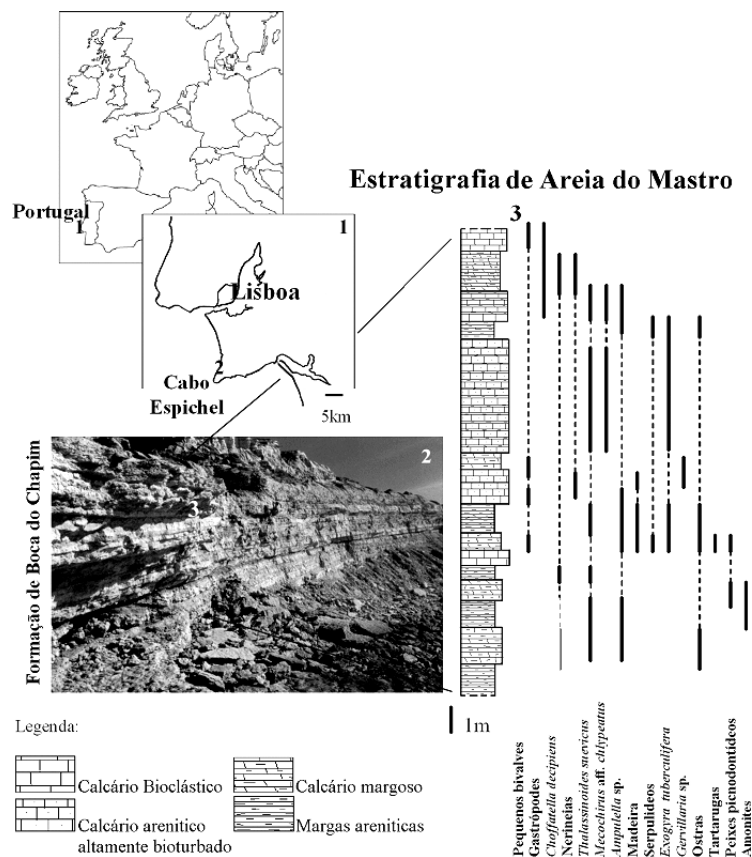 Estratigrafia de Areia do Mastro
Portugal
1
1
Lisboa
2
Cabo
Espichel
5km
3
Formação de Boca do Chapim
2
3
1m
Legenda:
Calcário Bioclástico
Calcário margoso
Calcário arenitico
altamente bioturbado
Margas areniticas
Pequenos bivalves
Gastrópodes
Choffatella decipiens
Nerineias
Thalassinoides suevicus
Mecochirus aff. chlypeatus
Ampulella sp.
Madeira
Serpulídeos
Exogyra tuberculifera
Gervillaria sp.
Ostras
Tartarugas
Peixes picnodontídeos
Amonites